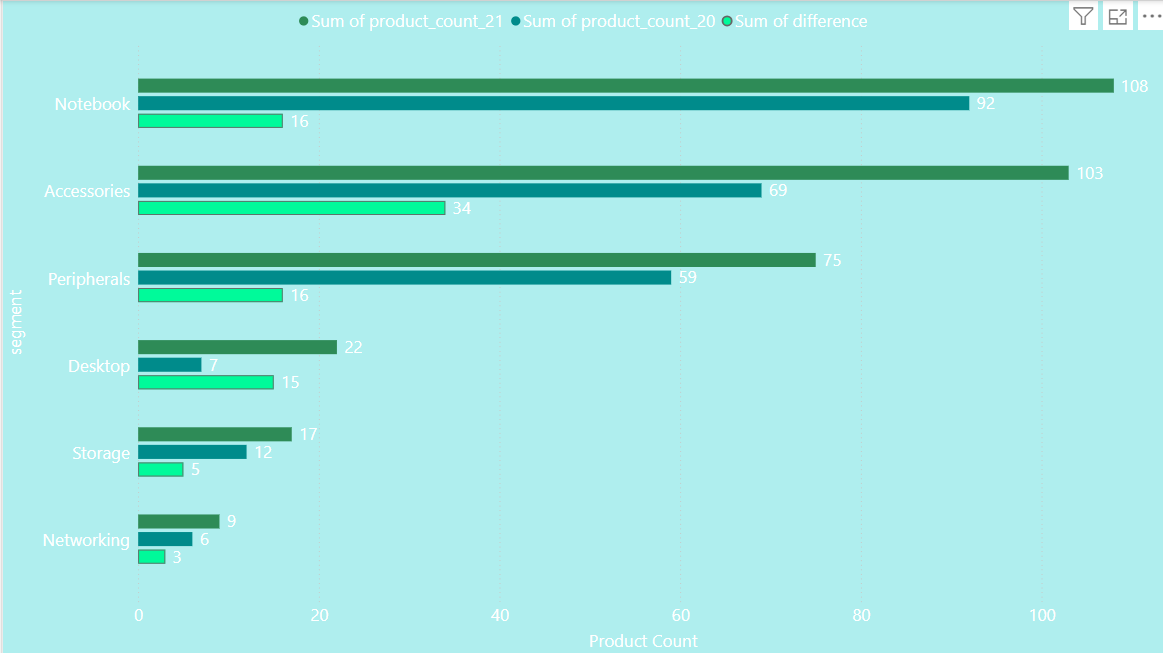 Sum of product_count_21 Sum of product_count_20 Sum of difference
108
Notebook 92
16
103
Accessories 69
34
75
Peripherals 59
16
segment
22
Desktop 7
15
17
Storage 12
5
9
Networking 6
3
0 20 40 60 80 100
Product Count